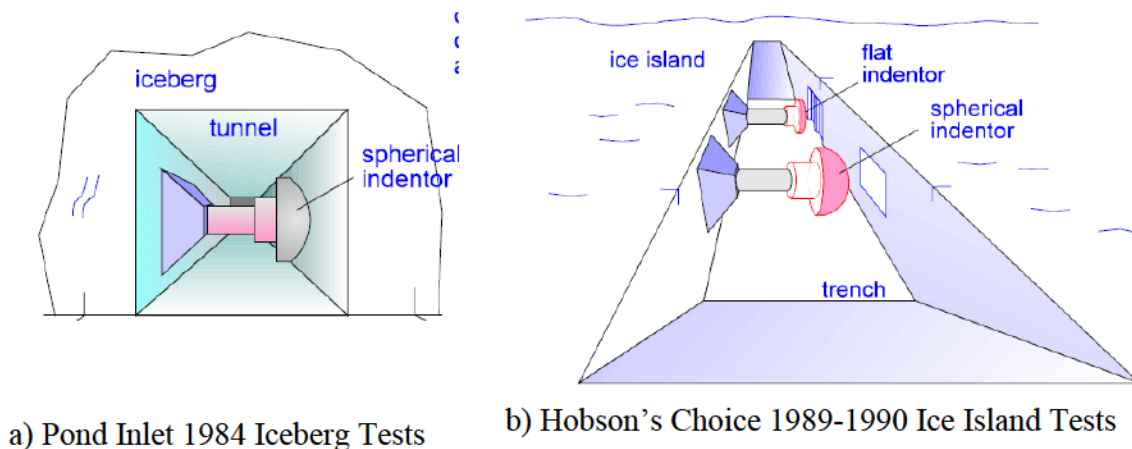 iceberg
tunnel
spherical
indentor
a) Pond Inlet 1984 Iceberg Tests
ice island
flat
indentor
spherical
indentor
trench
b) Hobson's Choice 1989-1990 Ice Island Tests